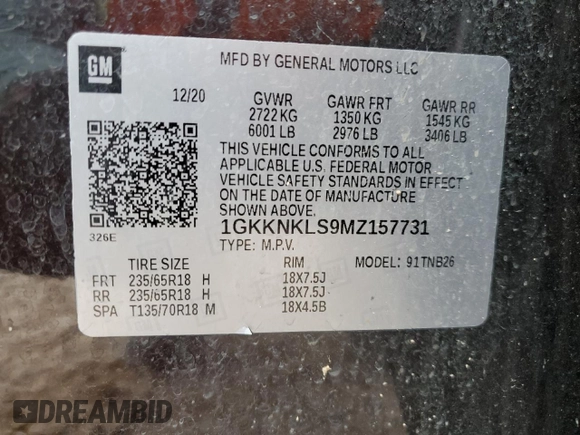 GM
MFD BY GENERAL MOTORS LLC
12/20 GVWR GAWR FRT GAWR RR
2722 KG 1350 KG 1545 KG
6001 LB 2976 LB 3406 LB
THIS VEHICLE CONFORMS TO ALL
APPLICABLE U.S. FEDERAL MOTOR
VEHICLE SAFETY STANDARDS IN EFFECT
ON THE DATE OF MANUFACTURE
SHOWN ABOVE.
326E
1GKKNKLS9MZ157731
TYPE: M.P.V.
TIRE SIZE RIM MODEL: 91TNB26
FRT 235/65R18 H 18X7.5J
RR 235/65R18 H 18X7.5J
SPA T135/70R18 M 18X4.5B
DREAMBID